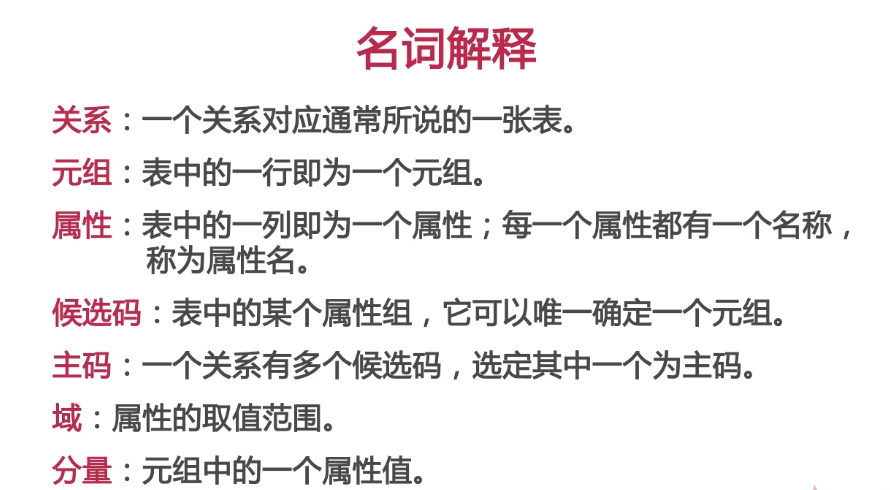 名词解释
关系：一个关系对应通常所说的一张表。
元组：表中的一行即为一个元组。
属性：表中的一列即为一个属性；每一个属性都有一个名称，
称为属性名。
候选码：表中的某个属性组，它可以唯一确定一个元组。
主码：一个关系有多个候选码，选定其中一个为主码。
域：属性的取值范围。
分量：元组中的一个属性值。